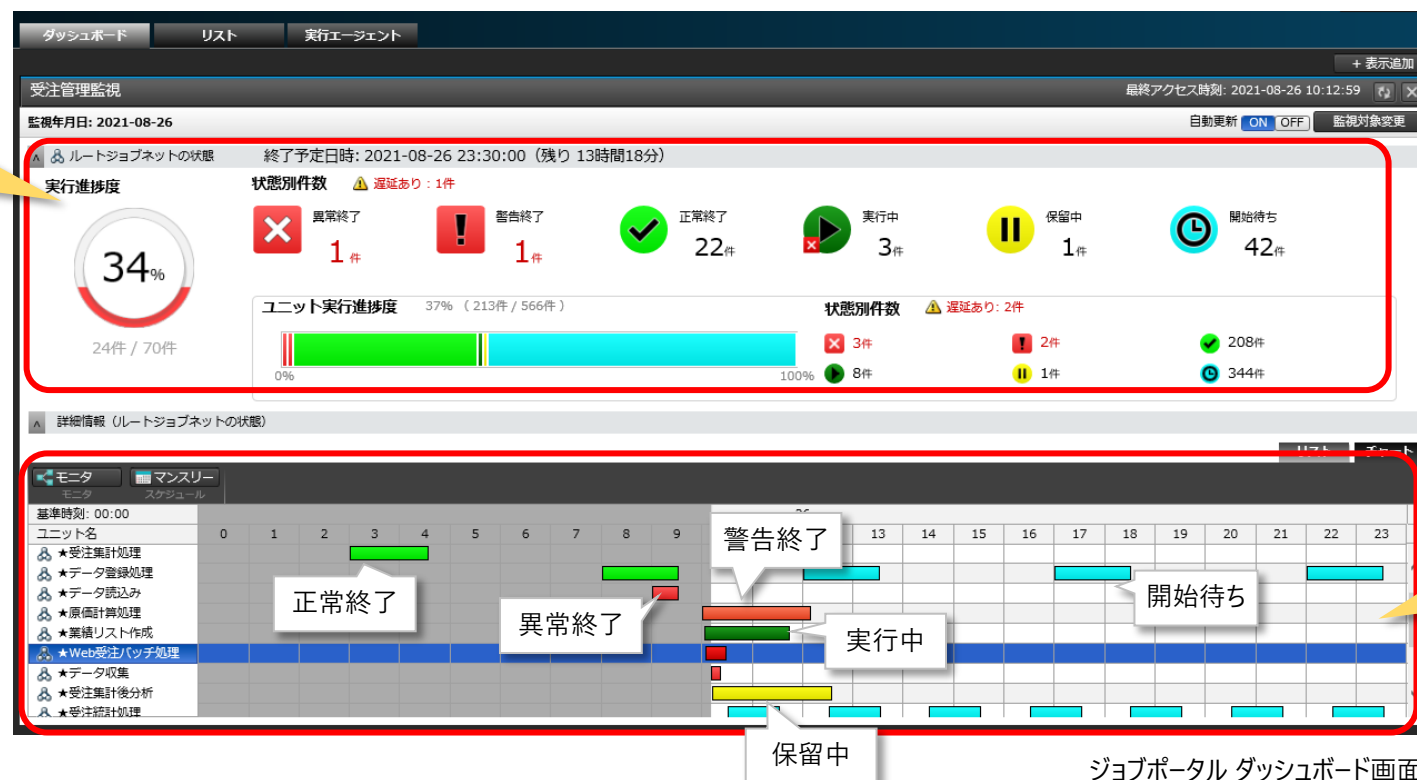 ダッシュボード リスト 実行エージェント
+ 表示追加
受注管理監視 最終アクセス時刻: 2021-08-26 10:12:59
監視年月日: 2021-08-26 自動更新 ON OFF 監視対象変更
ルートジョブネットの状態 終了予定日時: 2021-08-26 23:30:00（残り 13時間18分）
実行進捗度 状態別件数 遅延あり : 1件
異常終了 警告終了 正常終了 実行中 保留中 開始待ち
1件 1件 22件 3件 1件 42件
34%
24件 / 70件
ユニット実行進捗度 37% ( 213件 / 566件 ) 状態別件数 遅延あり: 2件
3件 2件 208件
8件 1件 344件
0% 100%
詳細情報（ルートジョブネットの状態）
リスト チャート
モニタ マンスリー
モニタ スケジュール
基準時刻: 00:00
ユニット名 0 1 2 3 4 5 6 7 8 9 13 14 15 16 17 18 19 20 21 22 23
★受注集計処理
★データ登録処理
★データ読込み
★原価計算処理
★業績リスト作成
★Web受注バッチ処理
★データ収集
★受注集計後分析
★受注統計処理
警告終了
正常終了
異常終了
実行中
開始待ち
保留中
ジョブポータル ダッシュボード画面